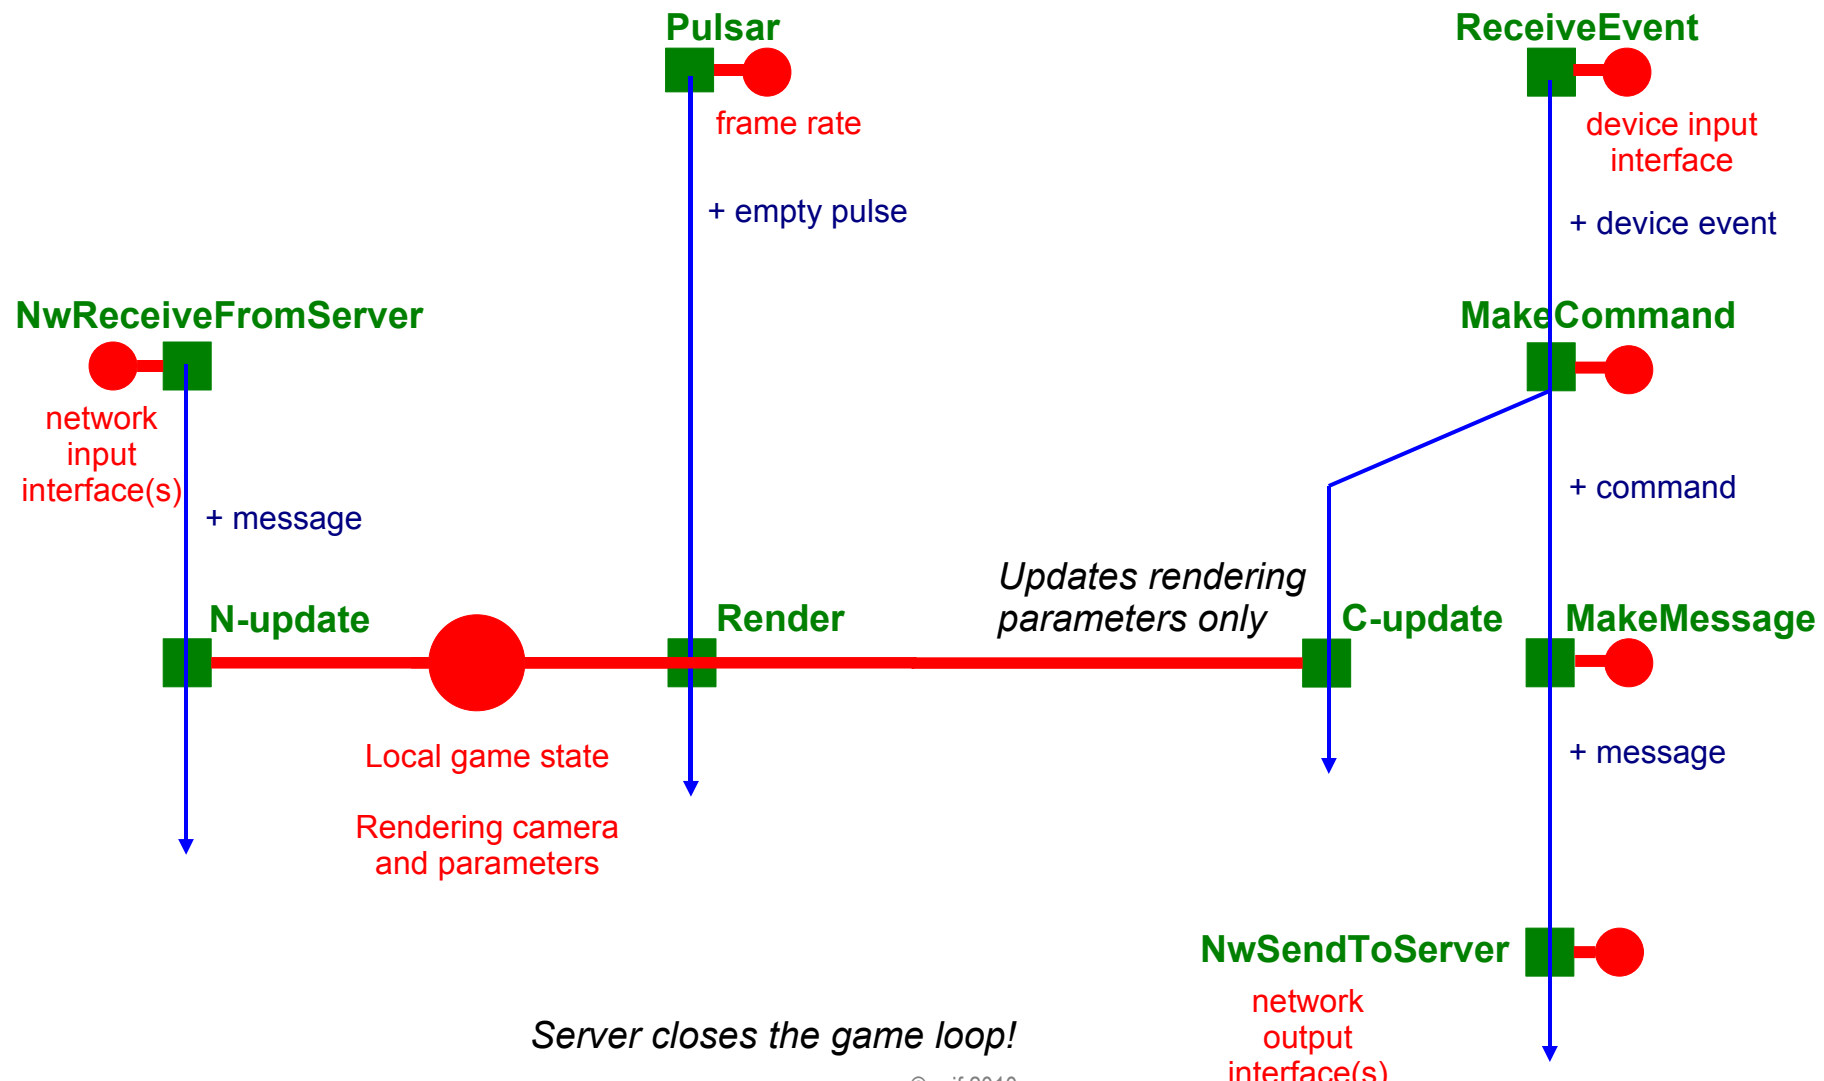 Pulsar
ReceiveEvent
frame rate
device input
interface
+ empty pulse
+ device event
NwReceiveFromServer
MakeCommand
network
input
interface(s)
+ message
+ command
Updates rendering
parameters only
N-update
Render
C-update
MakeMessage
Local game state
+ message
Rendering camera
and parameters
NwSendToServer
network
output
interface(s)
Server closes the game loop!
2010